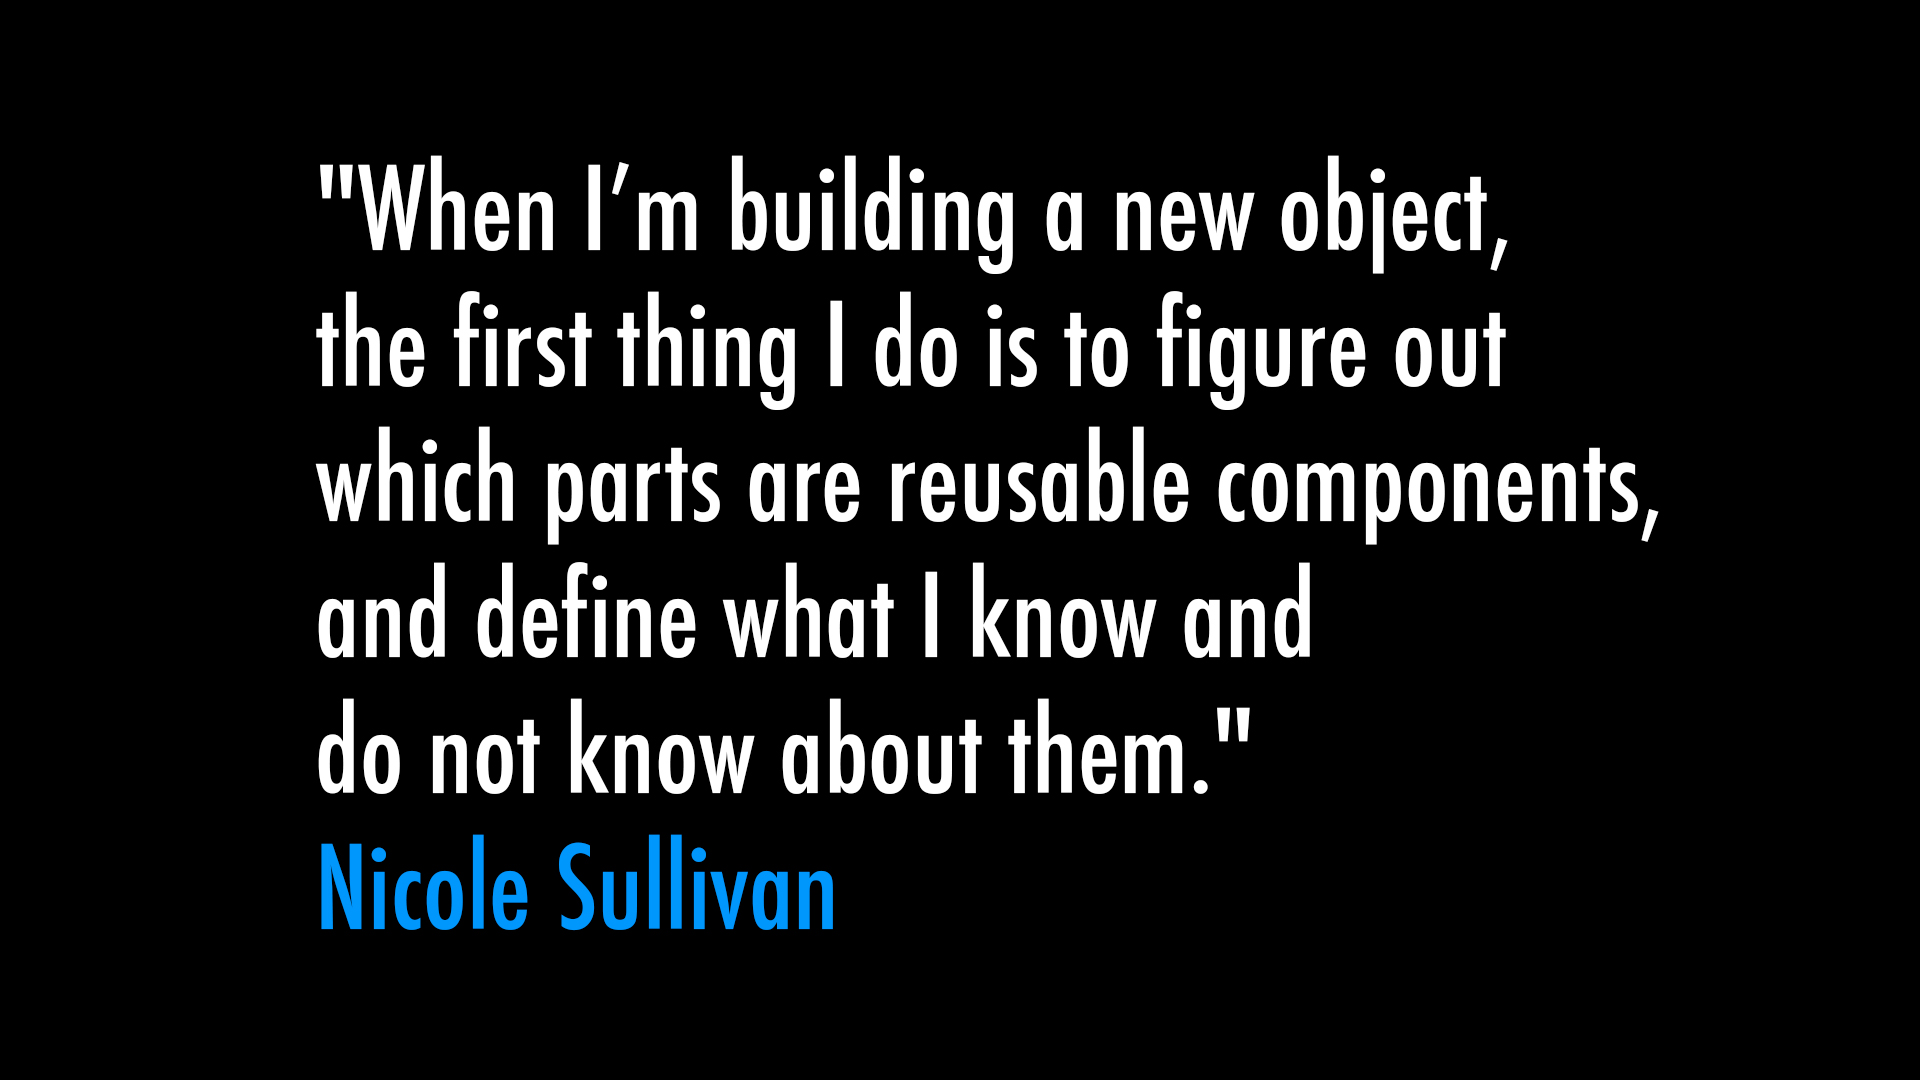 "When I’m building a new object,
the first thing I do is to figure out
which parts are reusable components,
and define what I know and
do not know about them."
Nicole Sullivan